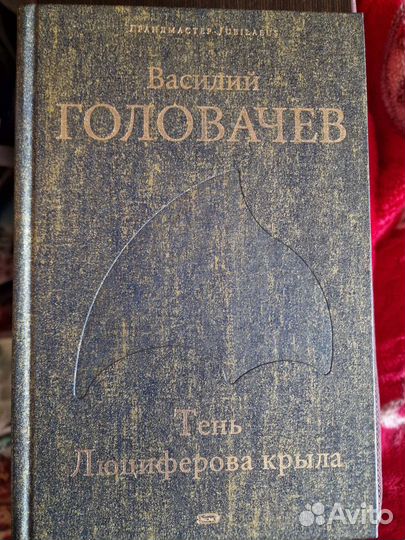 ГРАНДМАСТЕР JUBILAEUS
Василий
ГОЛОВАЧЕВ
Тень
Люциферова крыла
Avito